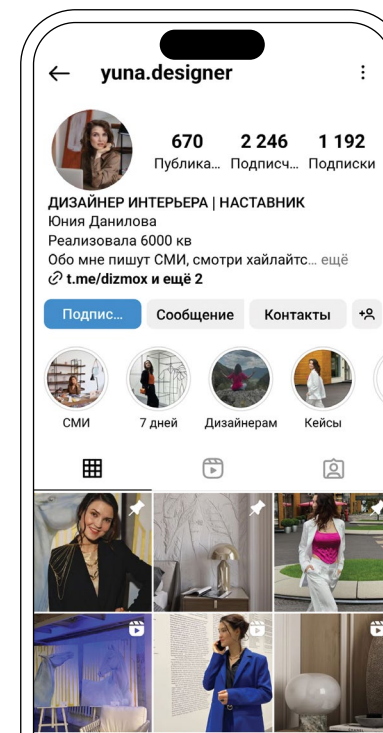 yuna.designer
670 2 246 1 192
Публика... Подписч... Подписки
ДИЗАЙНЕР ИНТЕРЬЕРА | НАСТАВНИК
Юния Данилова
Реализовала 6000 кв
Обо мне пишут СМИ, смотри хайлайтс... ещё
t.me/dizmox и ещё 2
Подпис... Сообщение Контакты
СМИ 7 дней Дизайнерам Кейсы